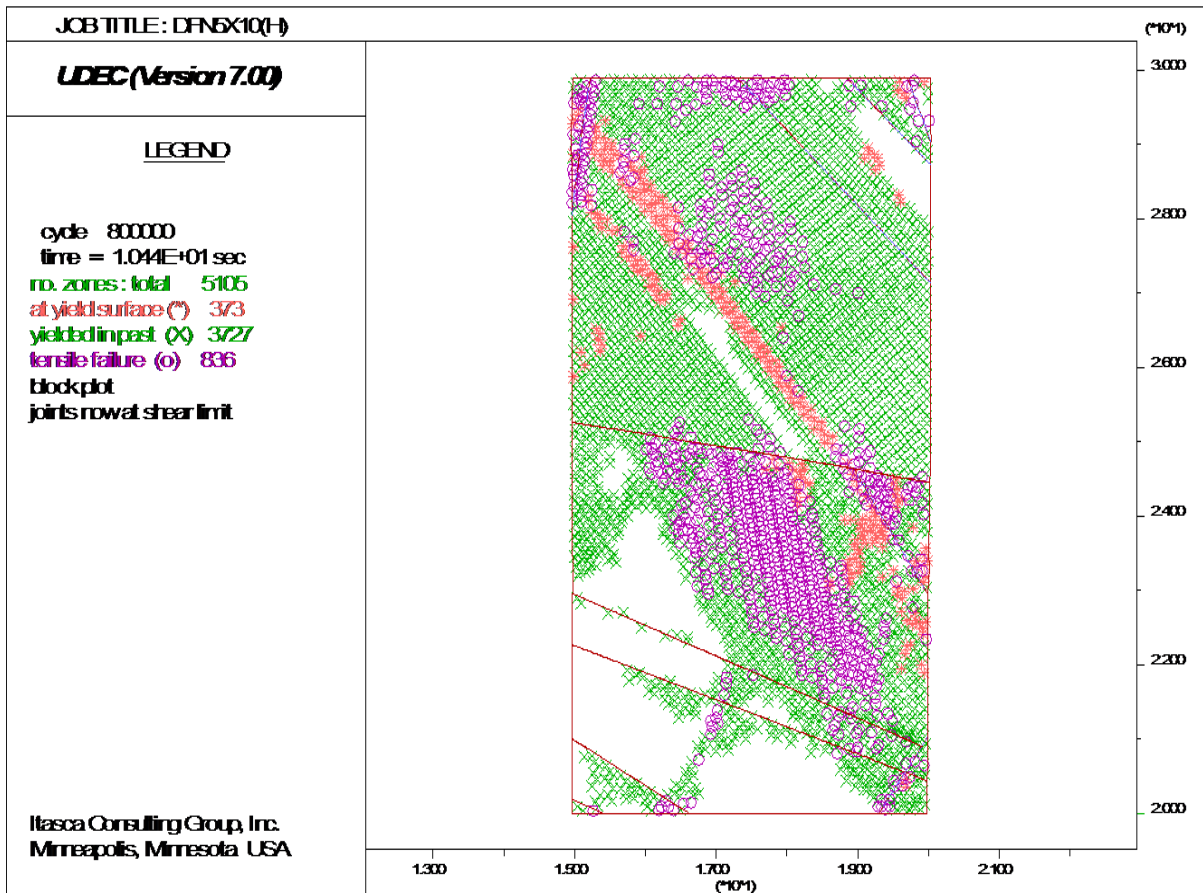 JOB TITLE : DFN5X10(H)
UDEC (Version 7.00)
LEGEND
cycle 800000
time = 1.044E+01 sec
no. zones : total 5105
at yield surface (*) 373
yielded in past (X) 3727
tensile failure (o) 836
block plot
joints now at shear limit
Itasca Consulting Group, Inc.
Minneapolis, Minnesota USA
(*10^1)
3.000
2.800
2.600
2.400
2.200
2.000
1.300
1.500
1.700
1.900
2.100
(*10^1)